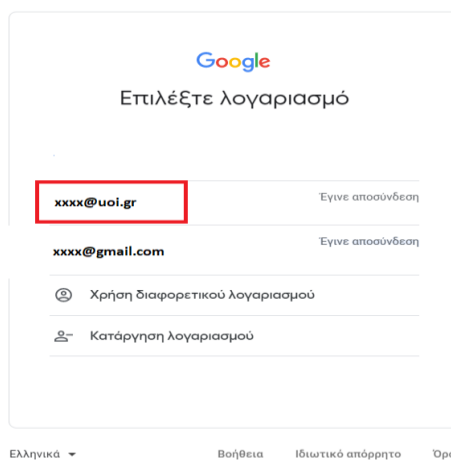 Google
Επιλέξτε λογαριασμό
xxxx@uoi.gr
Έγινε αποσύνδεση
xxxx@gmail.com
Έγινε αποσύνδεση
Χρήση διαφορετικού λογαριασμού
Κατάργηση λογαριασμού
Ελληνικά Βοήθεια Ιδιωτικό απόρρητο